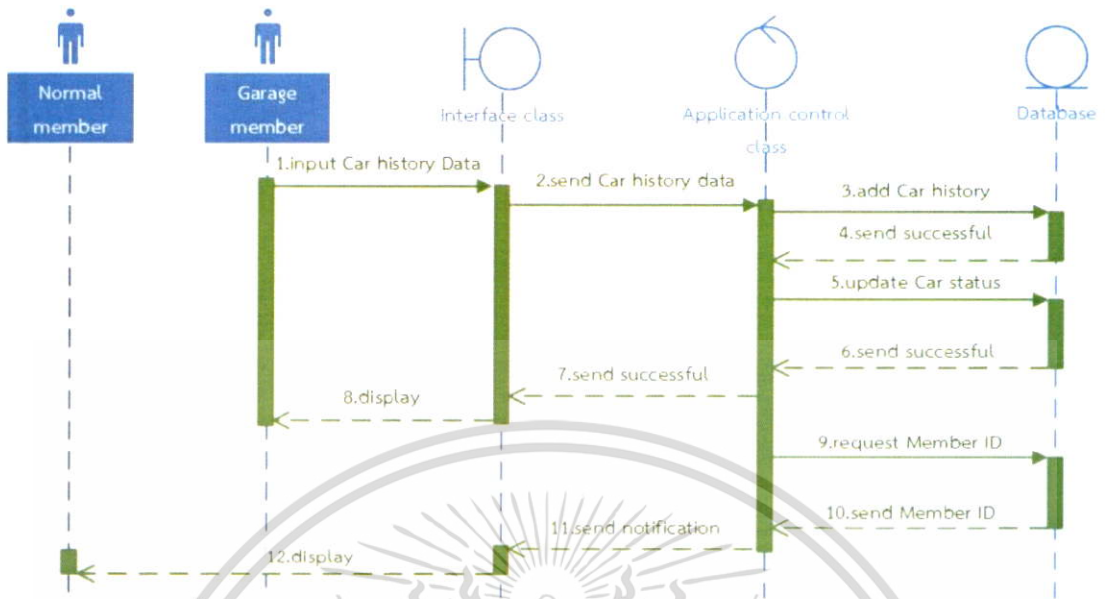 Normal
member
Garage
member
Interface class
Application control
class
Database
1.input Car history Data
2.send Car history data
3.add Car history
4.send successful
5.update Car status
6.send successful
7.send successful
8.display
9.request Member ID
10.send Member ID
11.send notification
12.display